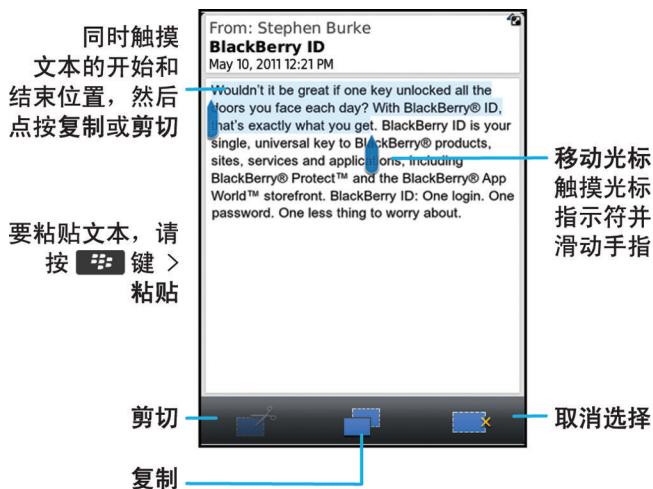 同时触摸
文本的开始和
结束位置，然后
点按复制或剪切
要粘贴文本，请
按 键 >
粘贴
剪切
复制
From: Stephen Burke
BlackBerry ID
May 10, 2011 12:21 PM
Wouldn't it be great if one key unlocked all the
doors you face each day? With BlackBerry® ID,
that's exactly what you get. BlackBerry ID is your
single, universal key to BlackBerry® products,
sites, services and applications, including
BlackBerry® Protect™ and the BlackBerry® App
World™ storefront. BlackBerry ID: One login. One
password. One less thing to worry about.
移动光标
触摸光标
指示符并
滑动手指
取消选择